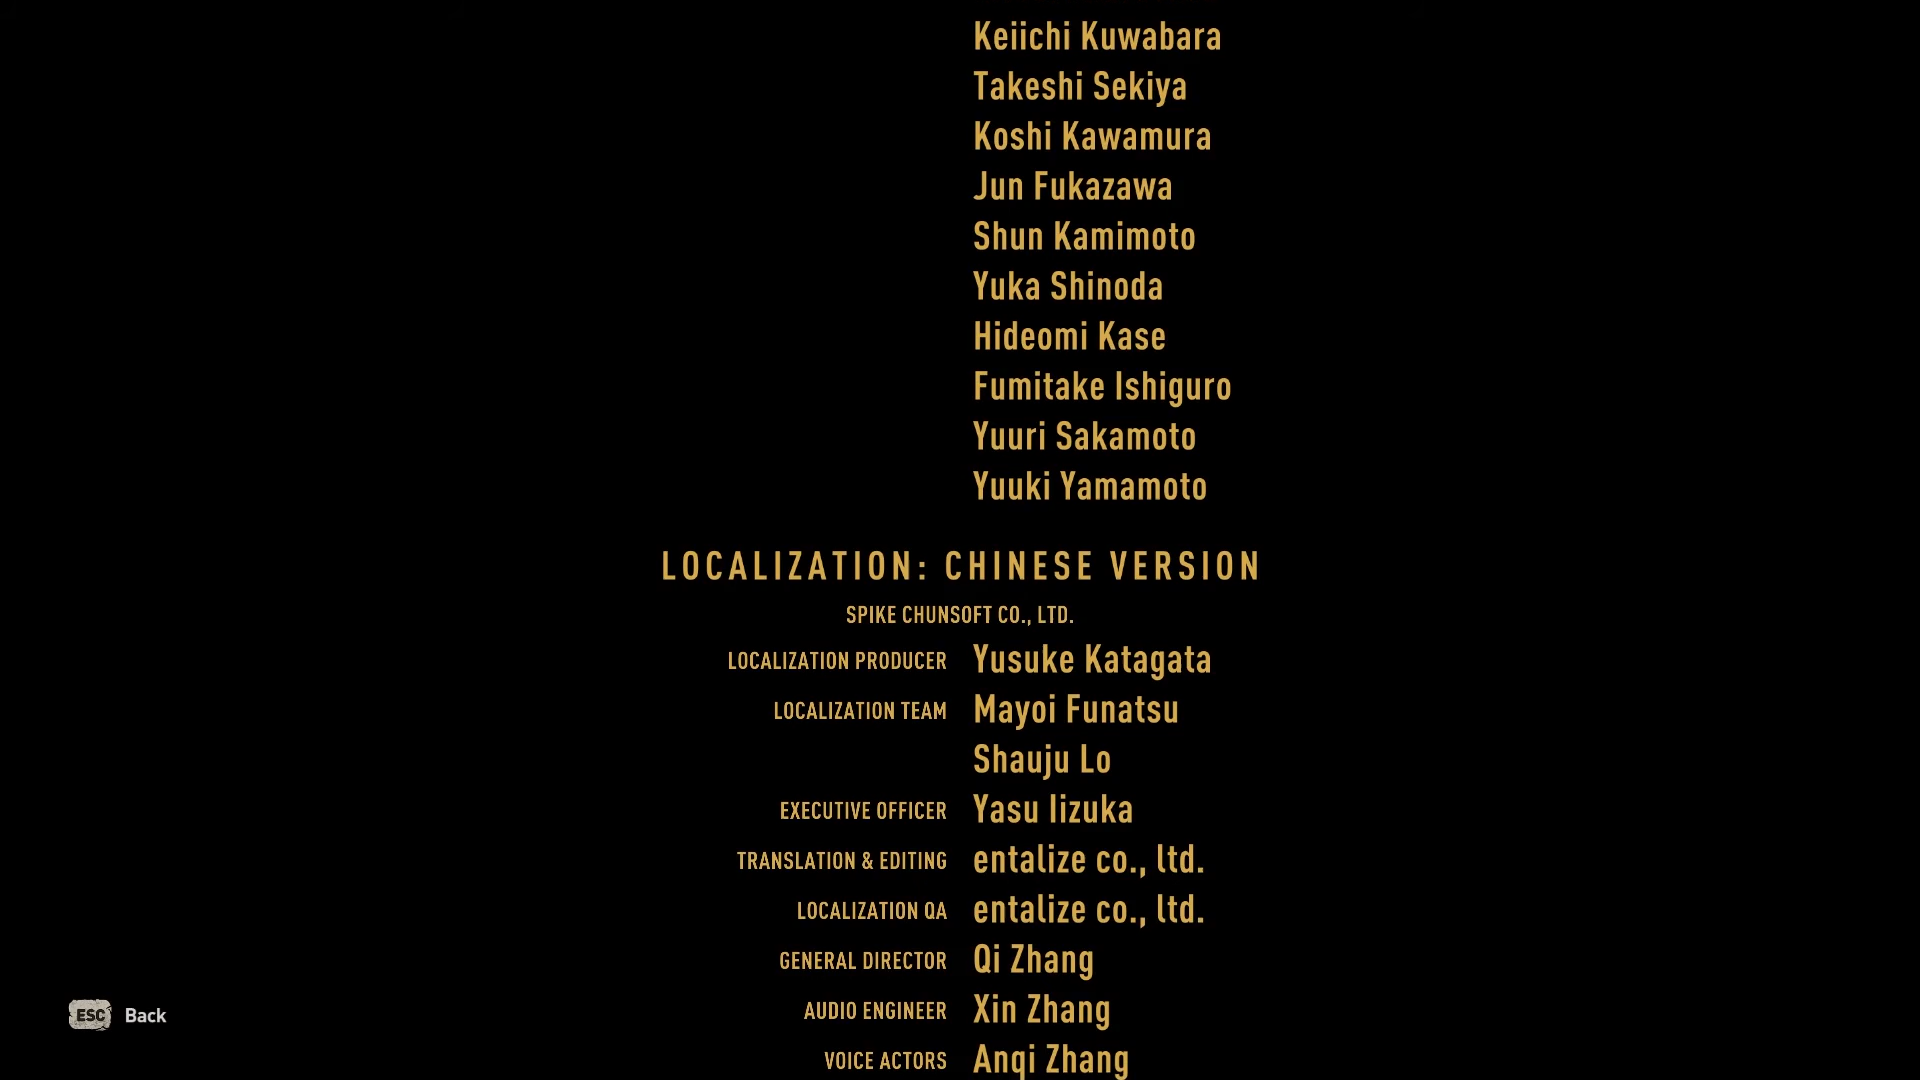 Keiichi Kuwabara
Takeshi Sekiya
Koshi Kawamura
Jun Fukazawa
Shun Kamimoto
Yuka Shinoda
Hideomi Kase
Fumitake Ishiguro
Yuuri Sakamoto
Yuuki Yamamoto
LOCALIZATION: CHINESE VERSION
SPIKE CHUNSOFT CO., LTD.
LOCALIZATION PRODUCER Yusuke Katagata
LOCALIZATION TEAM Mayoi Funatsu
Shauju Lo
EXECUTIVE OFFICER Yasu Iizuka
TRANSLATION & EDITING entalize co., ltd.
LOCALIZATION QA entalize co., ltd.
GENERAL DIRECTOR Qi Zhang
AUDIO ENGINEER Xin Zhang
VOICE ACTORS Anqi Zhang
ESC Back